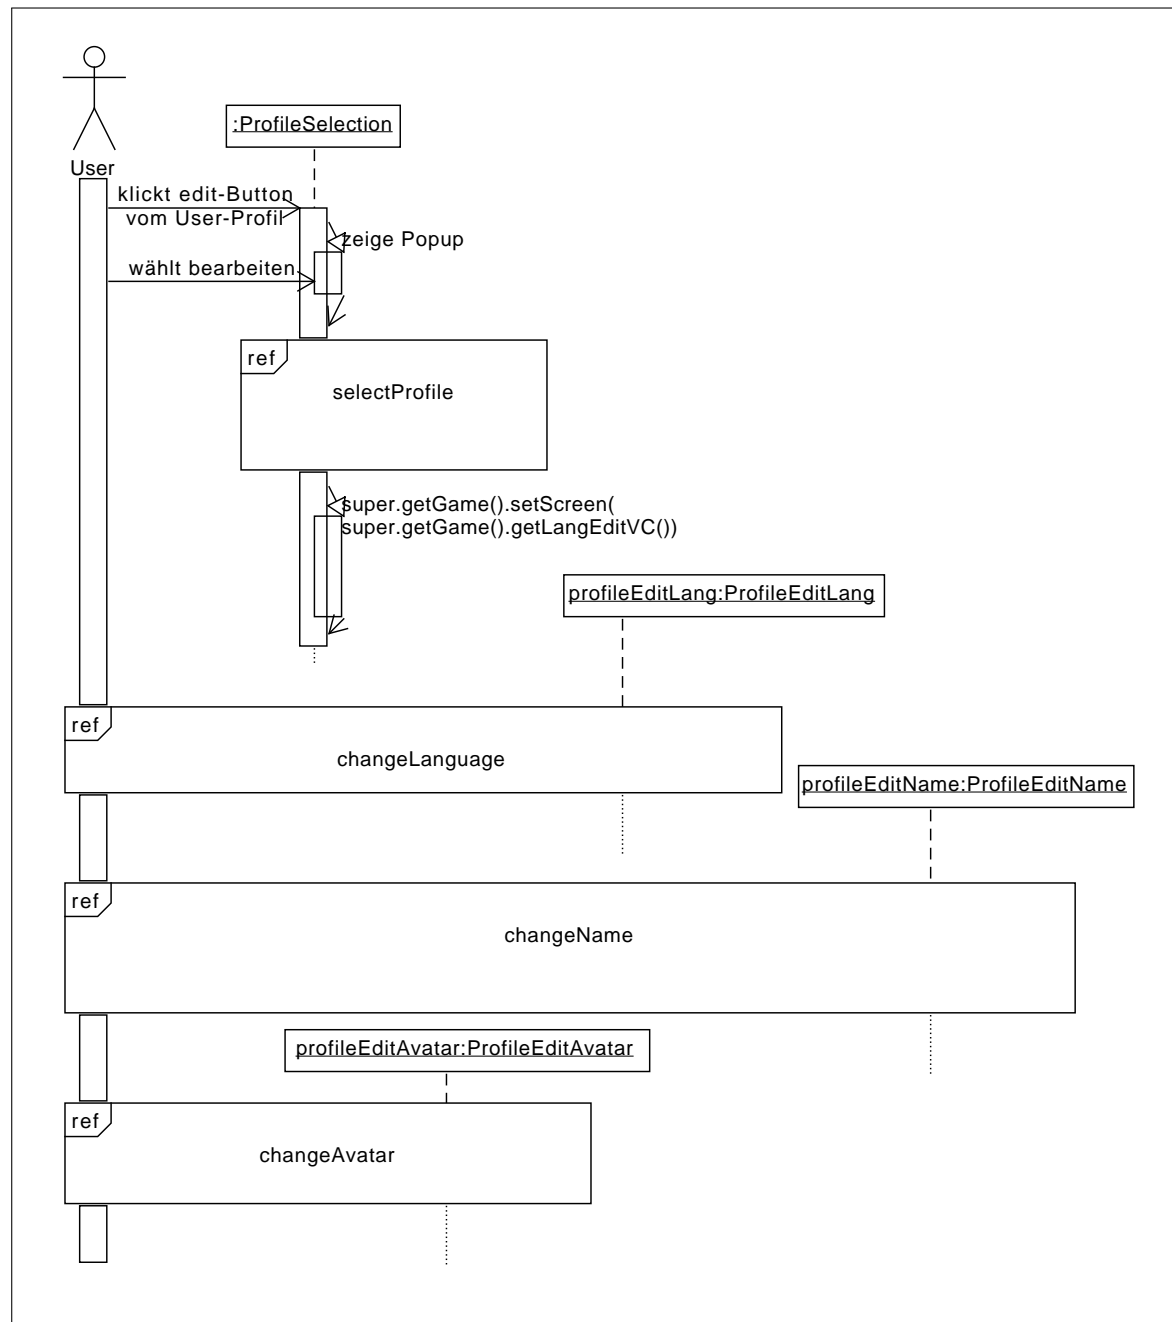 User
:ProfileSelection
klickt edit-Button
vom User-Profil
zeige Popup
wählt bearbeiten
ref
selectProfile
super.getGame().setScreen(
super.getGame().getLangEditVC())
profileEditLang:ProfileEditLang
ref
changeLanguage
profileEditName:ProfileEditName
ref
changeName
profileEditAvatar:ProfileEditAvatar
ref
changeAvatar